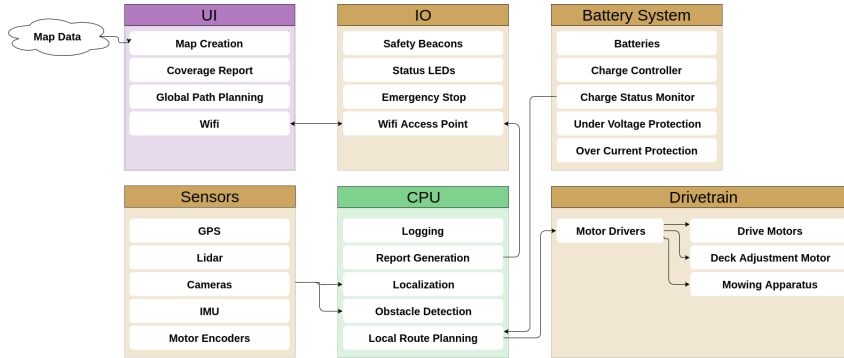 Map Data
UI
Map Creation
Coverage Report
Global Path Planning
Wifi
IO
Safety Beacons
Status LEDs
Emergency Stop
Wifi Access Point
Battery System
Batteries
Charge Controller
Charge Status Monitor
Under Voltage Protection
Over Current Protection
Sensors
GPS
Lidar
Cameras
IMU
Motor Encoders
CPU
Logging
Report Generation
Localization
Obstacle Detection
Local Route Planning
Drivetrain
Motor Drivers
Drive Motors
Deck Adjustment Motor
Mowing Apparatus